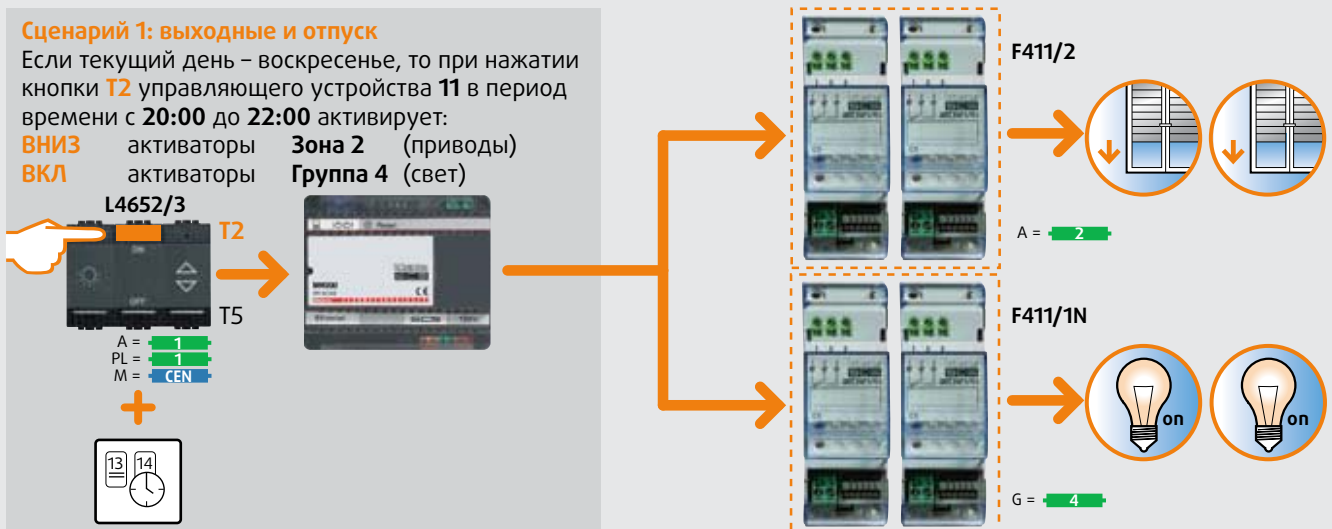 Сценарий 1: выходные и отпуск
Если текущий день – воскресенье, то при нажатии
кнопки T2 управляющего устройства 11 в период
времени с 20:00 до 22:00 активирует:
ВНИЗ активаторы Зона 2 (приводы)
ВКЛ активаторы Группа 4 (свет)
L4652/3
T2
ON
OFF
T5
A = 1
PL = 1
M = CEN
13 14
F411/2
A = 2
F411/1N
on
on
G = 4